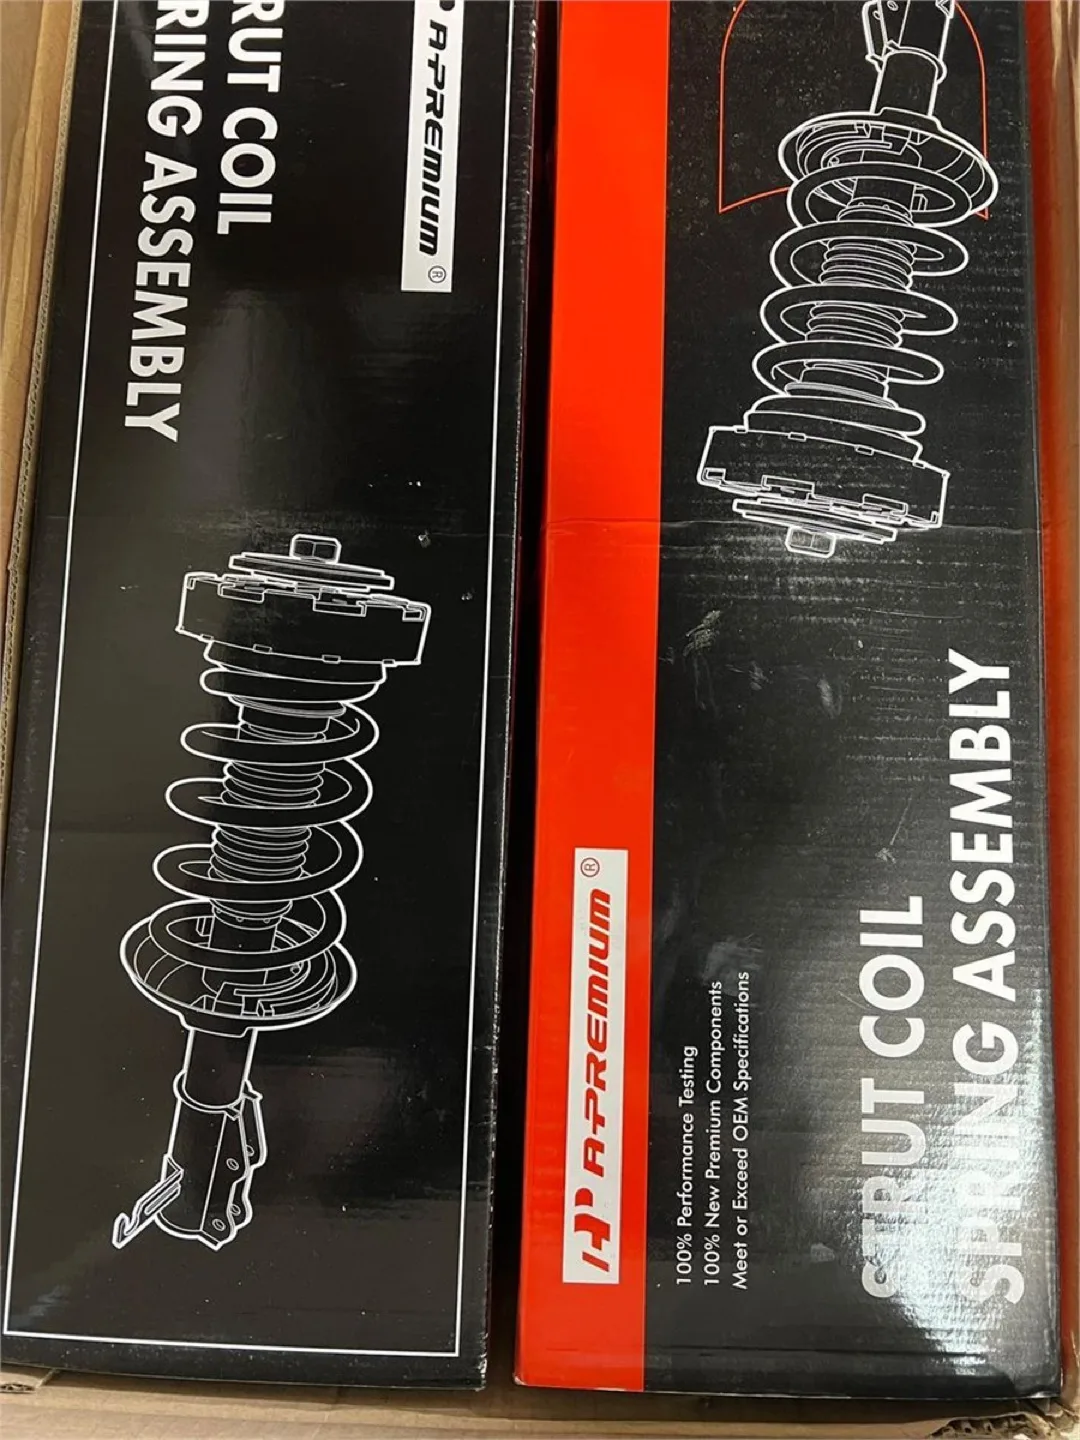 RUT COIL
RING ASSEMBLY
A-PREMIUM®
A-PREMIUM®
100% Performance Testing
100% New Premium Components
Meet or Exceed OEM Specifications
STRUT COIL
SPRING ASSEMBLY